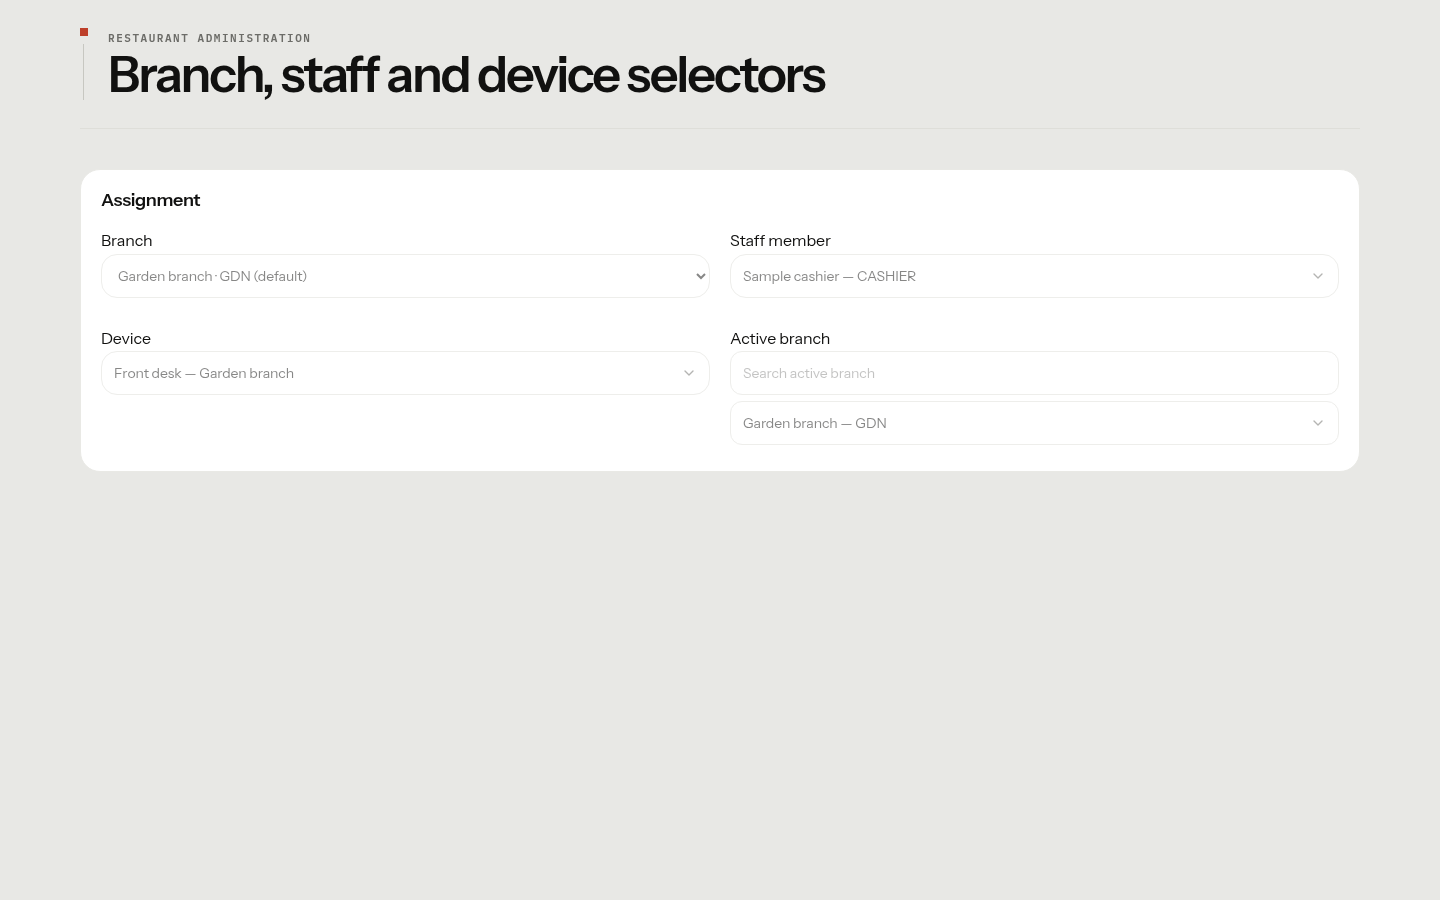 RESTAURANT ADMINISTRATION
Branch, staff and device selectors
Assignment
Branch
Garden branch · GDN (default)
Staff member
Sample cashier — CASHIER
Device
Front desk — Garden branch
Active branch
Search active branch
Garden branch — GDN